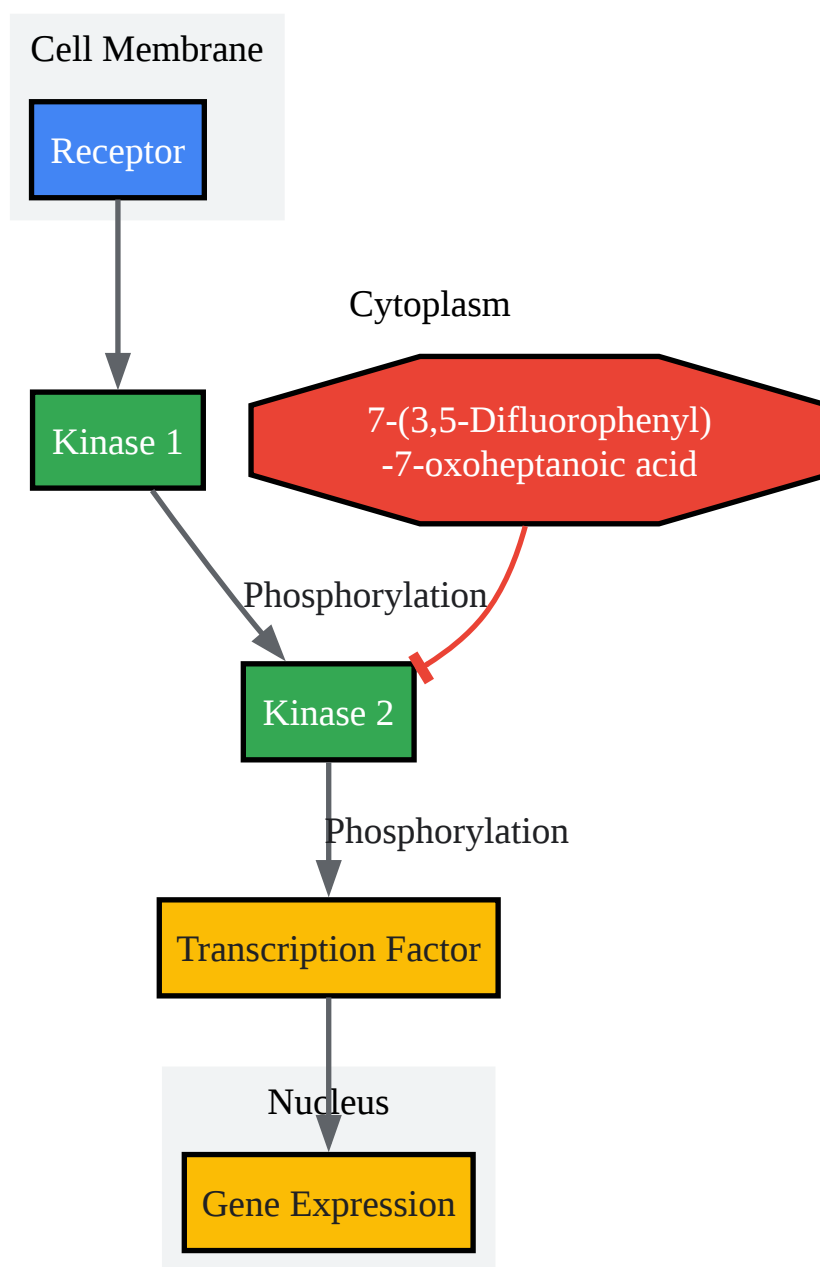 Cell Membrane
Receptor
Cytoplasm
7-(3,5-Difluorophenyl)
-7-oxoheptanoic acid
Kinase 1
Phosphorylation
Kinase 2
Phosphorylation
Transcription Factor
Nucleus
Gene Expression